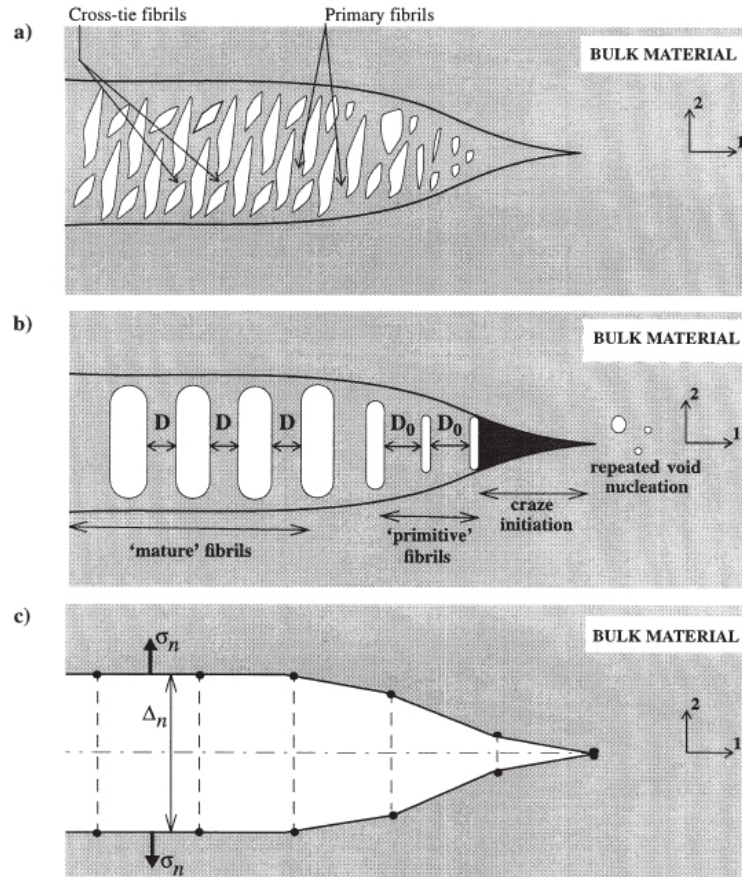 a)
Cross-tie fibrils
Primary fibrils
BULK MATERIAL
2
1
b)
BULK MATERIAL
D
D
D
D₀
D₀
2
1
repeated void
nucleation
craze
initiation
'mature' fibrils
'primitive'
fibrils
c)
BULK MATERIAL
σₙ
Δₙ
σₙ
2
1